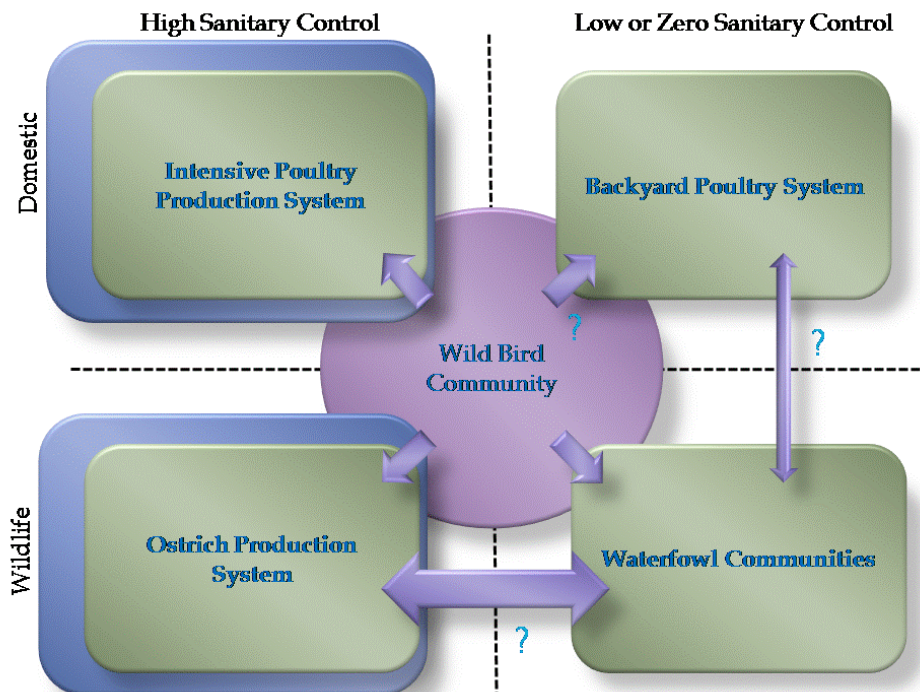 High Sanitary Control
Low or Zero Sanitary Control
Domestic
Intensive Poultry
Production System
Backyard Poultry System
?
?
Wild Bird
Community
Wildlife
Ostrich Production
System
Waterfowl Communities
?